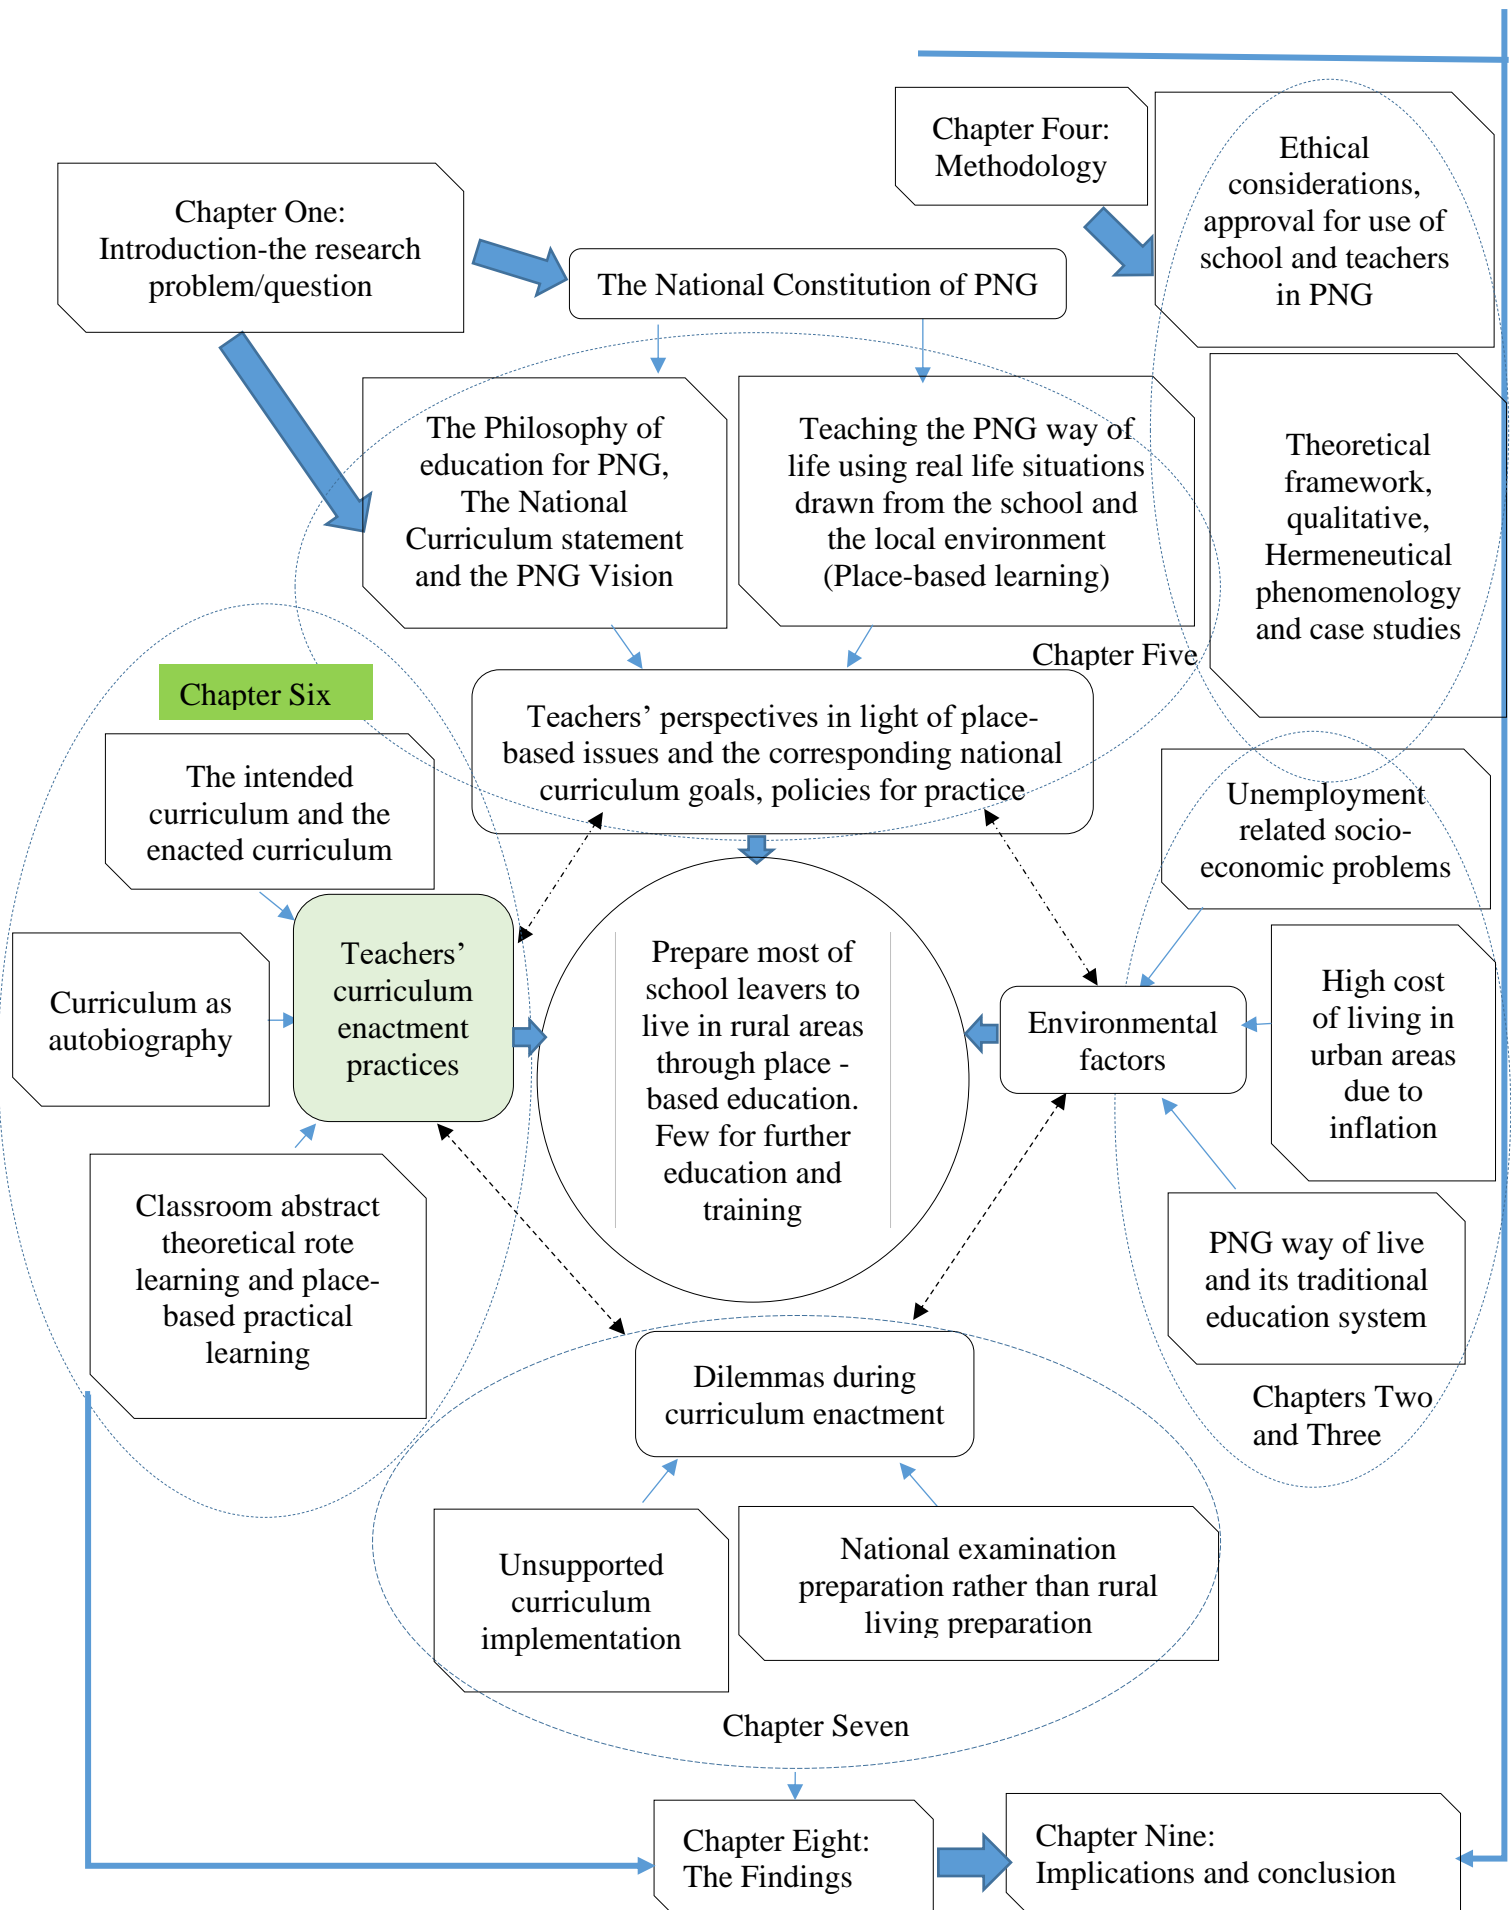 Chapter Four:
Methodology
Ethical
considerations,
approval for use of
school and teachers
in PNG
Chapter One:
Introduction-the research
problem/question
The National Constitution of PNG
The Philosophy of
education for PNG,
The National
Curriculum statement
and the PNG Vision
Teaching the PNG way of
life using real life situations
drawn from the school and
the local environment
(Place-based learning)
Theoretical
framework,
qualitative,
Hermeneutical
phenomenology
and case studies
Chapter Five
Chapter Six
Teachers’ perspectives in light of place-
based issues and the corresponding national
curriculum goals, policies for practice
The intended
curriculum and the
enacted curriculum
Unemployment
related socio-
economic problems
Teachers’
curriculum
enactment
practices
Curriculum as
autobiography
Prepare most of
school leavers to
live in rural areas
through place -
based education.
Few for further
education and
training
Environmental
factors
High cost
of living in
urban areas
due to
inflation
Classroom abstract
theoretical rote
learning and place-
based practical
learning
PNG way of live
and its traditional
education system
Chapters Two
and Three
Dilemmas during
curriculum enactment
Unsupported
curriculum
implementation
National examination
preparation rather than rural
living preparation
Chapter Seven
Chapter Eight:
The Findings
Chapter Nine:
Implications and conclusion